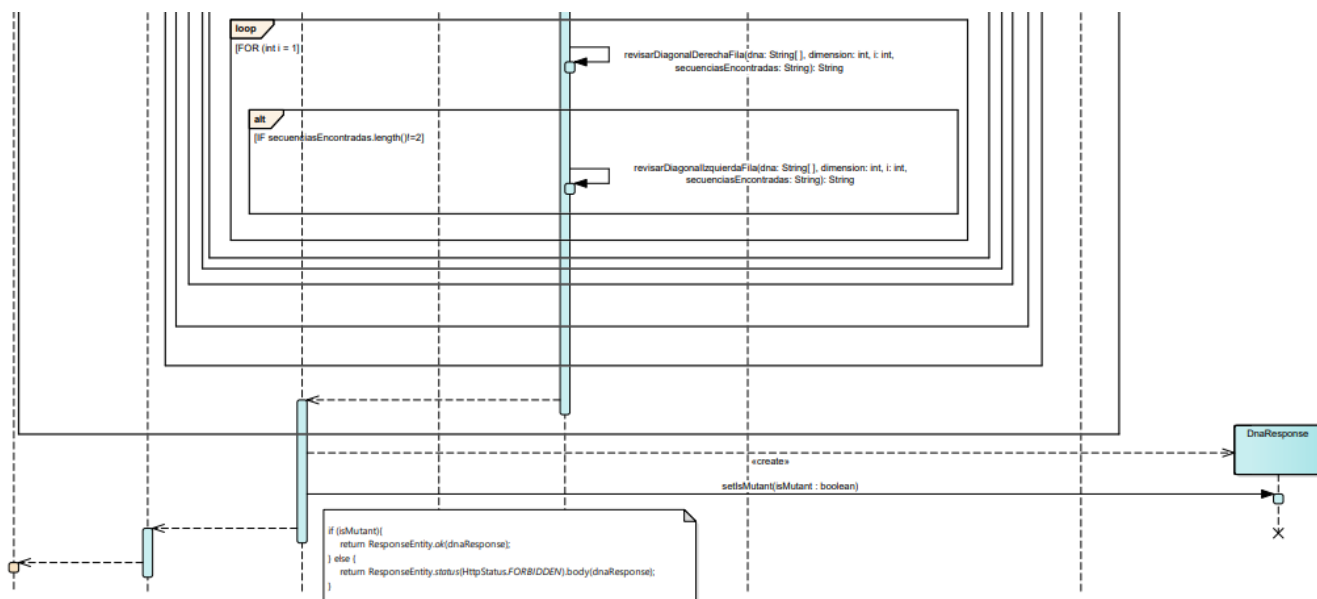 loop
[FOR (int i = 1]
revisarDiagonalDerechaFila(dna: String[ ], dimension: int, i: int,
secuenciasEncontradas: String): String
alt
[IF secuenciasEncontradas.length()!=2]
revisarDiagonalIzquierdaFila(dna: String[ ], dimension: int, i: int,
secuenciasEncontradas: String): String
DnaResponse
«create»
setIsMutant(isMutant : boolean)
if (isMutant){
return ResponseEntity.ok(dnaResponse);
} else {
return ResponseEntity.status(HttpStatus.FORBIDDEN).body(dnaResponse);
}